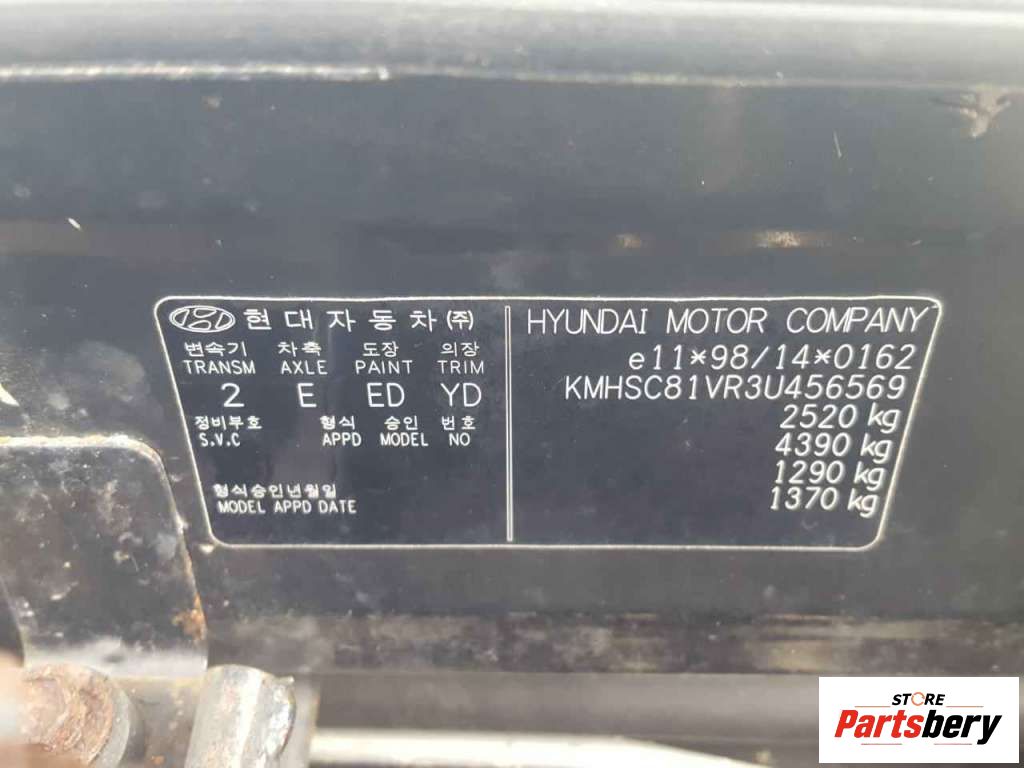 현대자동차(주)
변속기 차축 도장 의장
TRANSM AXLE PAINT TRIM
2 E ED YD
정비부호 형식 승인 번호
S.V.C APPD MODEL NO
형식승인년월일
MODEL APPD DATE
HYUNDAI MOTOR COMPANY
e11*98/14*0162
KMHSC81VR3U456569
2520 kg
4390 kg
1290 kg
1370 kg
STORE
Partsbery